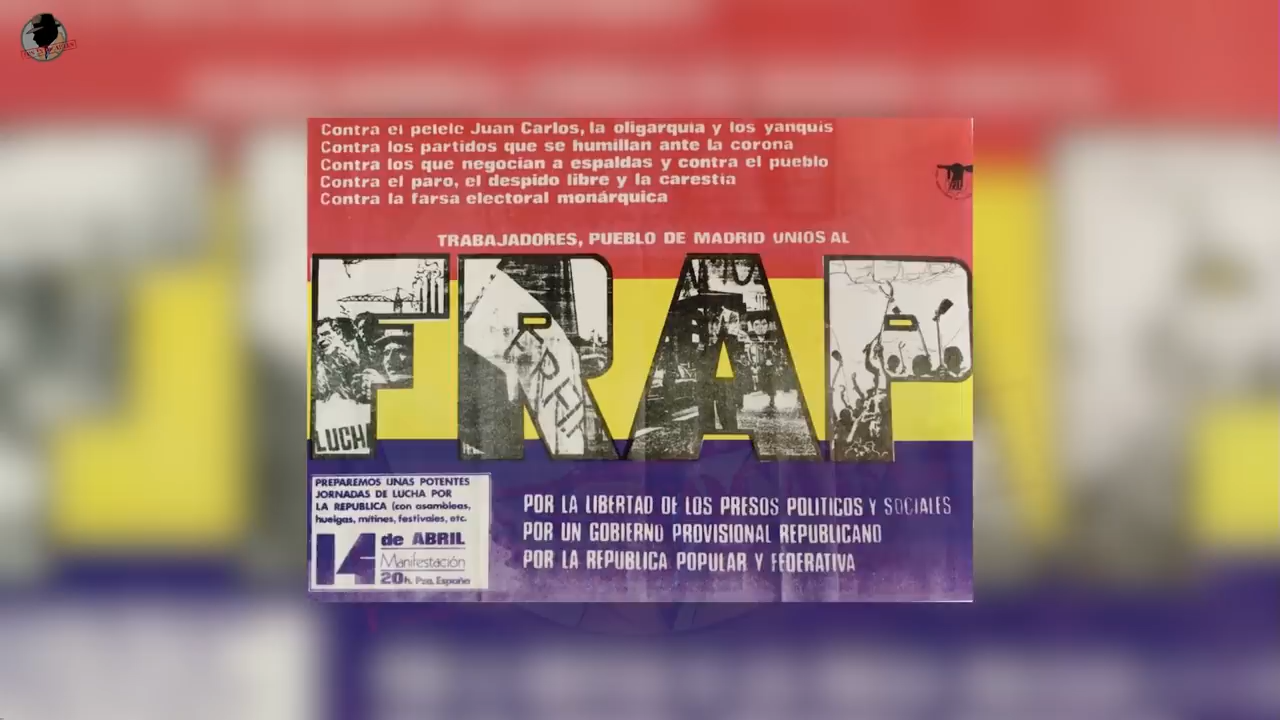 Contra el pelele Juan Carlos, la oligarquia y los yanquis
Contra los partidos que se humillan ante la corona
Contra los que negocian a espaldas y contra el pueblo
Contra el paro, el despido libre y la carestia
Contra la farsa electoral monárquica
TRABAJADORES, PUEBLO DE MADRID UNIOS AL
FRAP
LUCH
PREPAREMOS UNAS POTENTES
JORNADAS DE LUCHA POR
LA REPUBLICA (con asambleas,
huelgas, mítines, festivales, etc.
14 de ABRIL
Manifestación
20h. Pza. España
POR LA LIBERTAD DE LOS PRESOS POLITICOS Y SOCIALES
POR UN GOBIERNO PROVISIONAL REPUBLICANO
POR LA REPUBLICA POPULAR Y FEDERATIVA